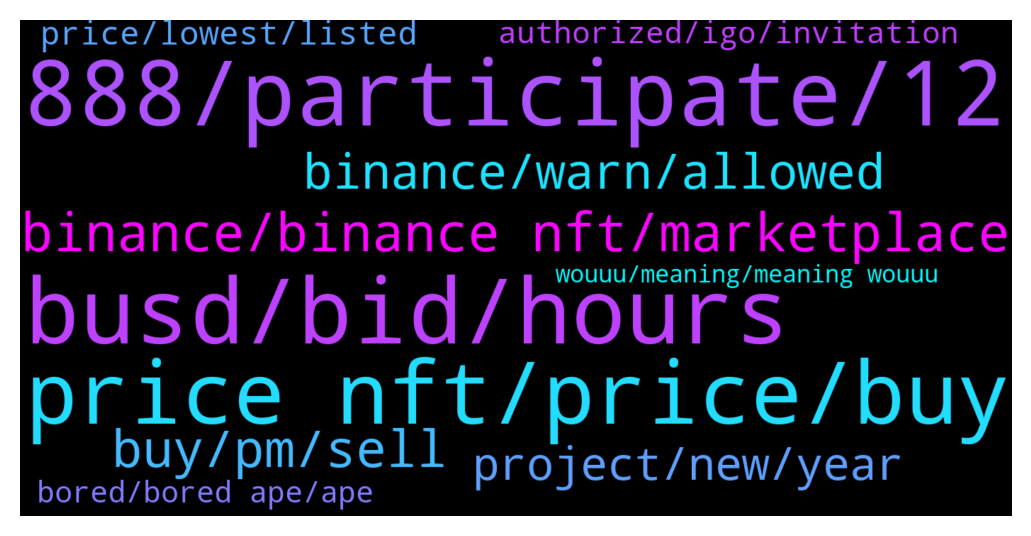 price/lowest/listed
authorized/igo/invitation
888/participate/12
binance/warn/allowed
binance/binance nft/marketplace
wouuu/meaning/meaning wouuu
busd/bid/hours
price nft/price/buy
buy/pm/sell
project/new/year
bored/bored ape/ape